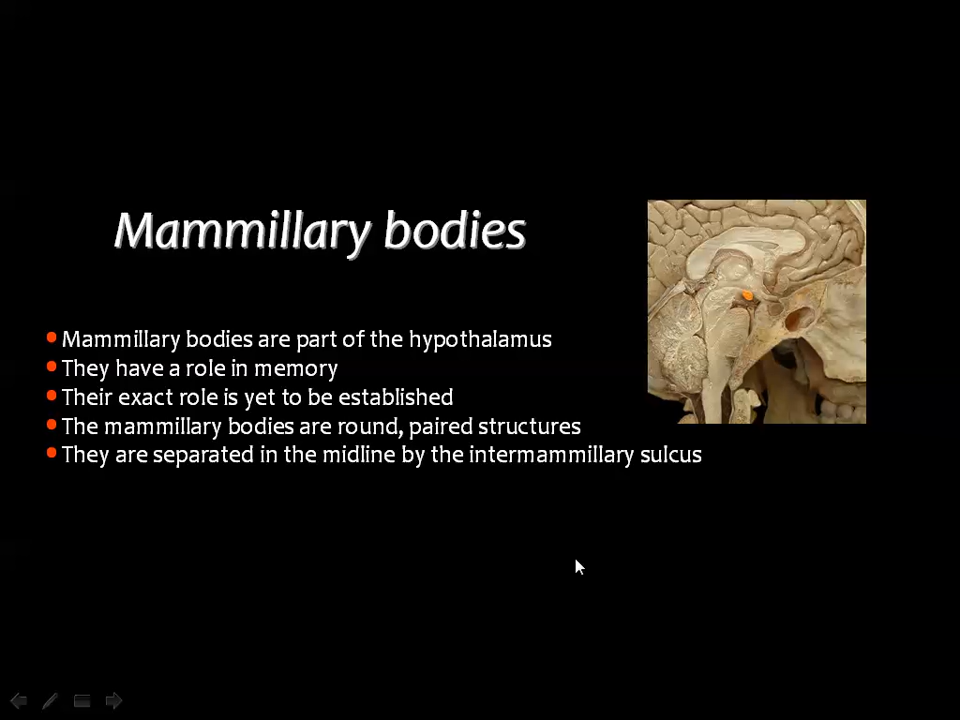 Mammillary bodies
Mammillary bodies are part of the hypothalamus
They have a role in memory
Their exact role is yet to be established
The mammillary bodies are round, paired structures
They are separated in the midline by the intermammillary sulcus